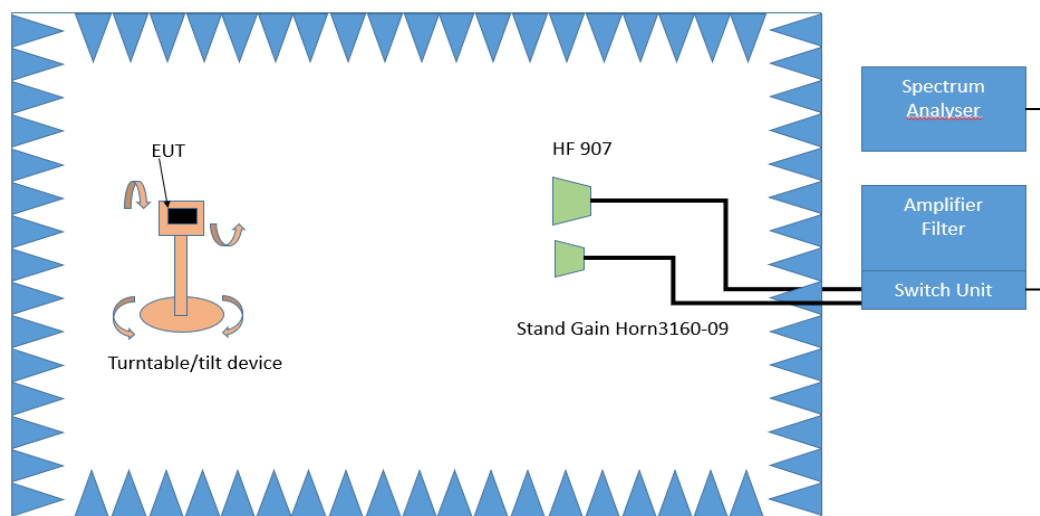 EUT
Turntable/tilt device
HF 907
Stand Gain Horn3160-09
Spectrum
Analyser
Amplifier
Filter
Switch Unit